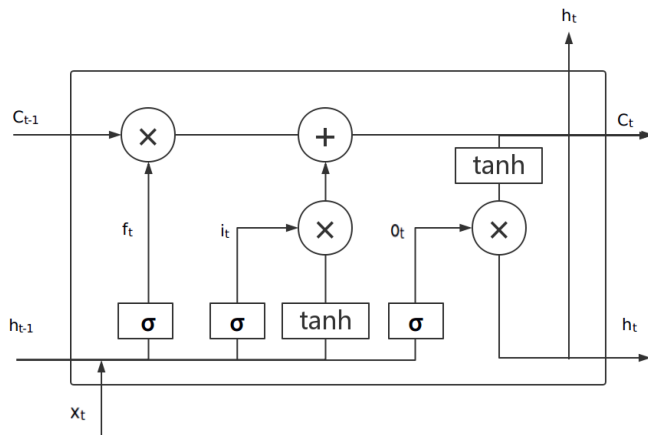 hₜ
Cₜ₋₁
×
+
Cₜ
tanh
fₜ
iₜ
×
0ₜ
×
hₜ₋₁
σ
σ
tanh
σ
hₜ
xₜ